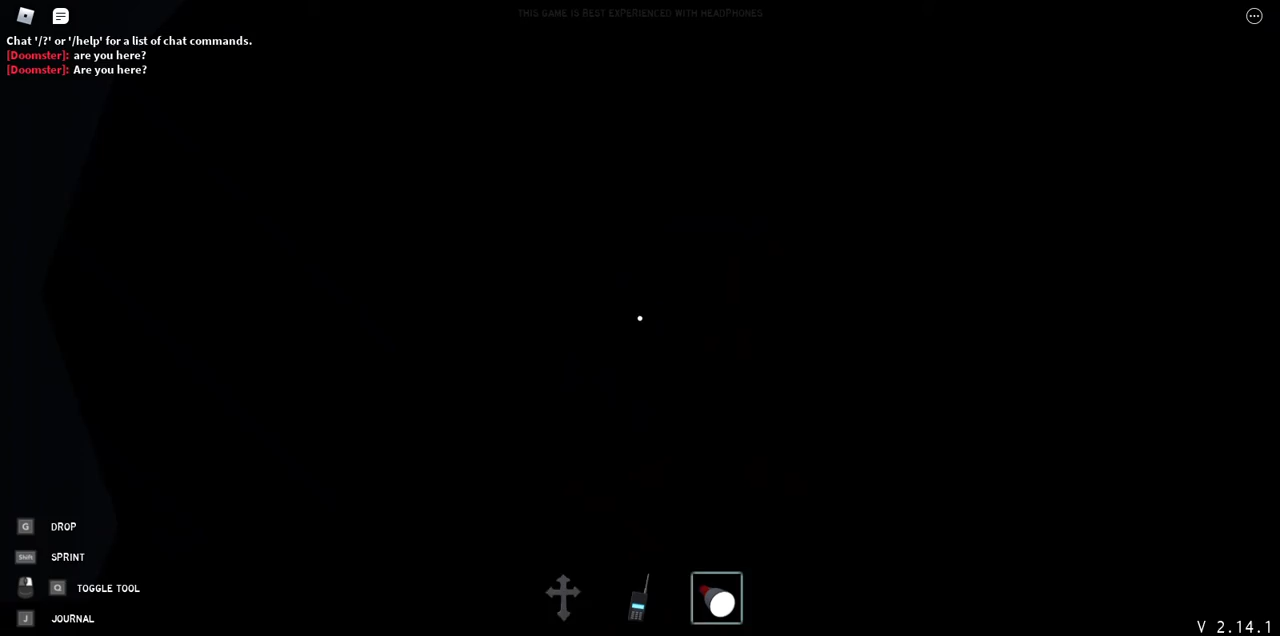 THIS GAME IS BEST EXPERIENCED WITH HEADPHONES
Chat '/?' or '/help' for a list of chat commands.
[Doomster]: are you here?
[Doomster]: Are you here?
G DROP
Shift SPRINT
Q TOGGLE TOOL
J JOURNAL
V 2.14.1